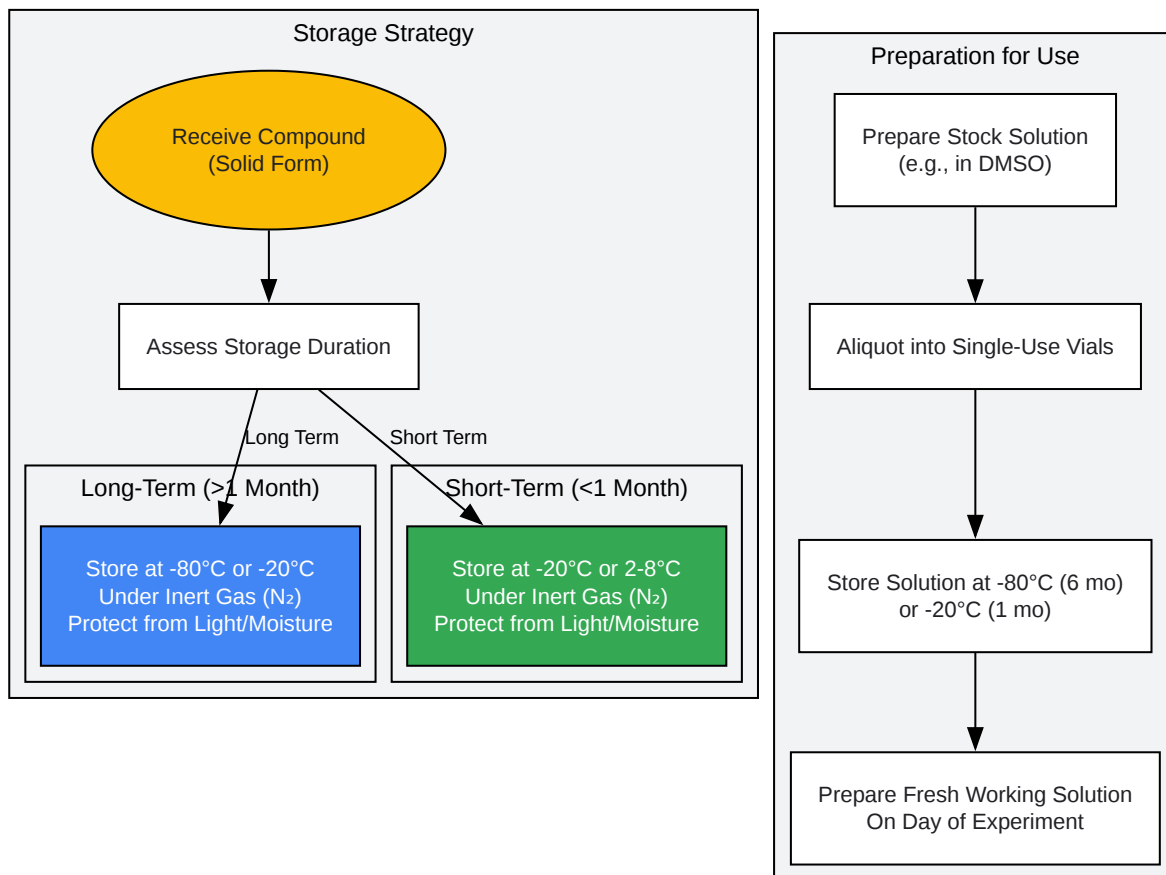 Storage Strategy
Receive Compound
(Solid Form)
Assess Storage Duration
Long Term
Short Term
Long-Term (>1 Month)
Store at -80°C or -20°C
Under Inert Gas (N₂)
Protect from Light/Moisture
Short-Term (<1 Month)
Store at -20°C or 2-8°C
Under Inert Gas (N₂)
Protect from Light/Moisture
Preparation for Use
Prepare Stock Solution
(e.g., in DMSO)
Aliquot into Single-Use Vials
Store Solution at -80°C (6 mo)
or -20°C (1 mo)
Prepare Fresh Working Solution
On Day of Experiment